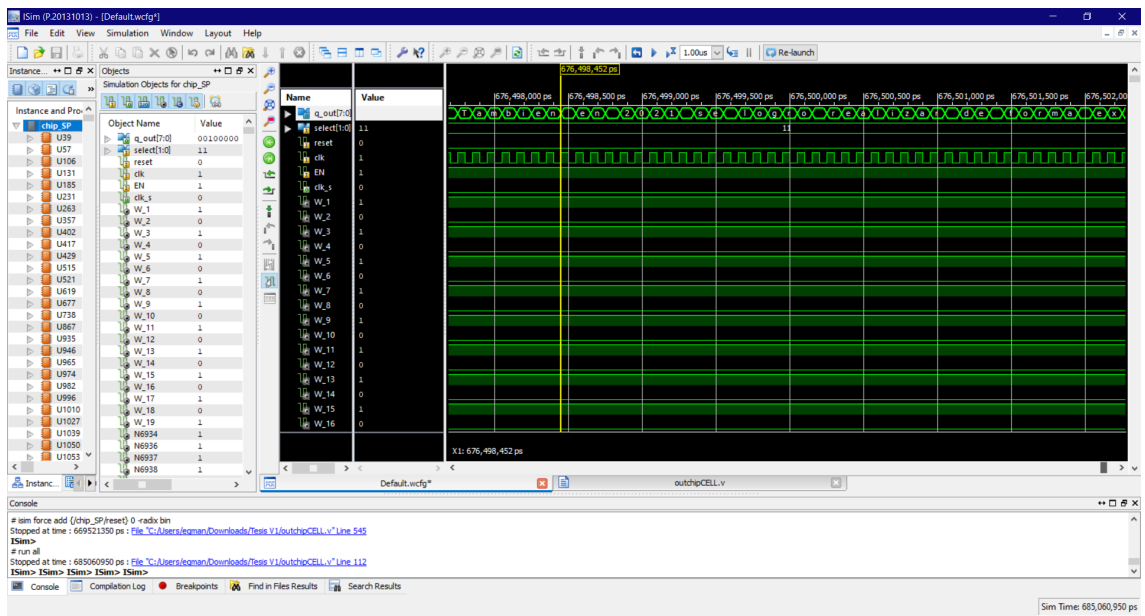 ISim (P.20131013) - [Default.wcfg*]
File Edit View Simulation Window Layout Help
1.00us Re-launch
Instance...
Instance and Pro
chip_SP
U39
U57
U106
U131
U185
U231
U263
U357
U402
U417
U429
U515
U521
U619
U677
U738
U867
U935
U946
U965
U974
U982
U996
U1010
U1027
U1039
U1050
U1053
Instanc...
Objects
Simulation Objects for chip_SP
Object Name Value
q_out[7:0] 00100000
select[1:0] 11
reset 0
clk 1
EN 1
clk_s 0
W_1 1
W_2 0
W_3 1
W_4 0
W_5 1
W_6 0
W_7 1
W_8 0
W_9 1
W_10 0
W_11 1
W_12 0
W_13 1
W_14 0
W_15 1
W_16 0
W_17 1
W_18 0
W_19 1
N6934 1
N6936 1
N6937 1
N6938 1
676,498,452 ps
Name Value
676,498,000 ps 676,498,500 ps 676,499,000 ps 676,499,500 ps 676,500,000 ps 676,500,500 ps 676,501,000 ps 676,501,500 ps 676,502,00
q_out[7:0] T a m b i e n e n 2 0 2 1 s e l o g r o r e a l i z a r d e f o r m a e x
select[1:0] 11 11
reset 0
clk 1
EN 1
clk_s 0
W_1 1
W_2 0
W_3 1
W_4 0
W_5 1
W_6 0
W_7 1
W_8 0
W_9 1
W_10 0
W_11 1
W_12 0
W_13 1
W_14 0
W_15 1
W_16 0
X1: 676,498,452 ps
Default.wcfg* outchipCELL.v
Console
# isim force add {/chip_SP/reset} 0 -radix bin
Stopped at time : 669521350 ps : File "C:/Users/eqman/Downloads/Tesis V1/outchipCELL.v" Line 545
ISim>
# run all
Stopped at time : 685060950 ps : File "C:/Users/eqman/Downloads/Tesis V1/outchipCELL.v" Line 112
ISim> ISim> ISim> ISim> ISim>
Console Compilation Log Breakpoints Find in Files Results Search Results
Sim Time: 685,060,950 ps